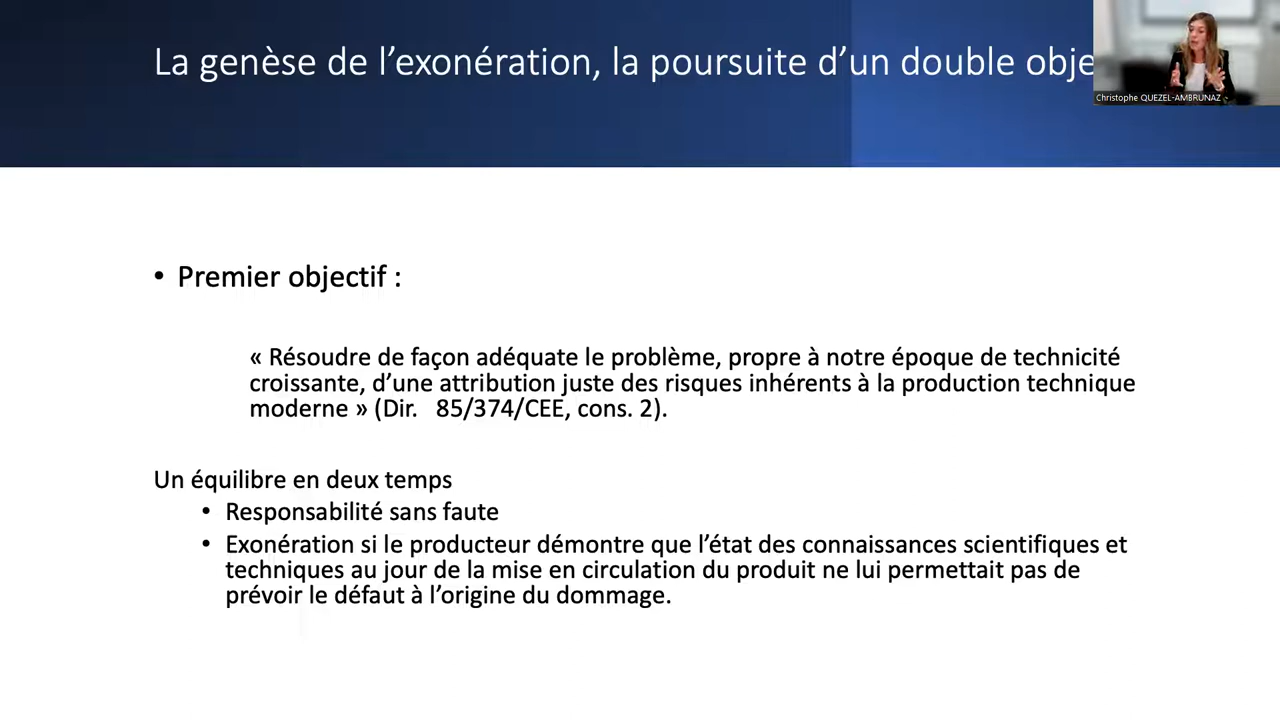 La genèse de l’exonération, la poursuite d’un double obje
Christophe QUEZEL-AMBRUNAZ
• Premier objectif :
« Résoudre de façon adéquate le problème, propre à notre époque de technicité
croissante, d’une attribution juste des risques inhérents à la production technique
moderne » (Dir. 85/374/CEE, cons. 2).
Un équilibre en deux temps
• Responsabilité sans faute
• Exonération si le producteur démontre que l’état des connaissances scientifiques et
techniques au jour de la mise en circulation du produit ne lui permettait pas de
prévoir le défaut à l’origine du dommage.